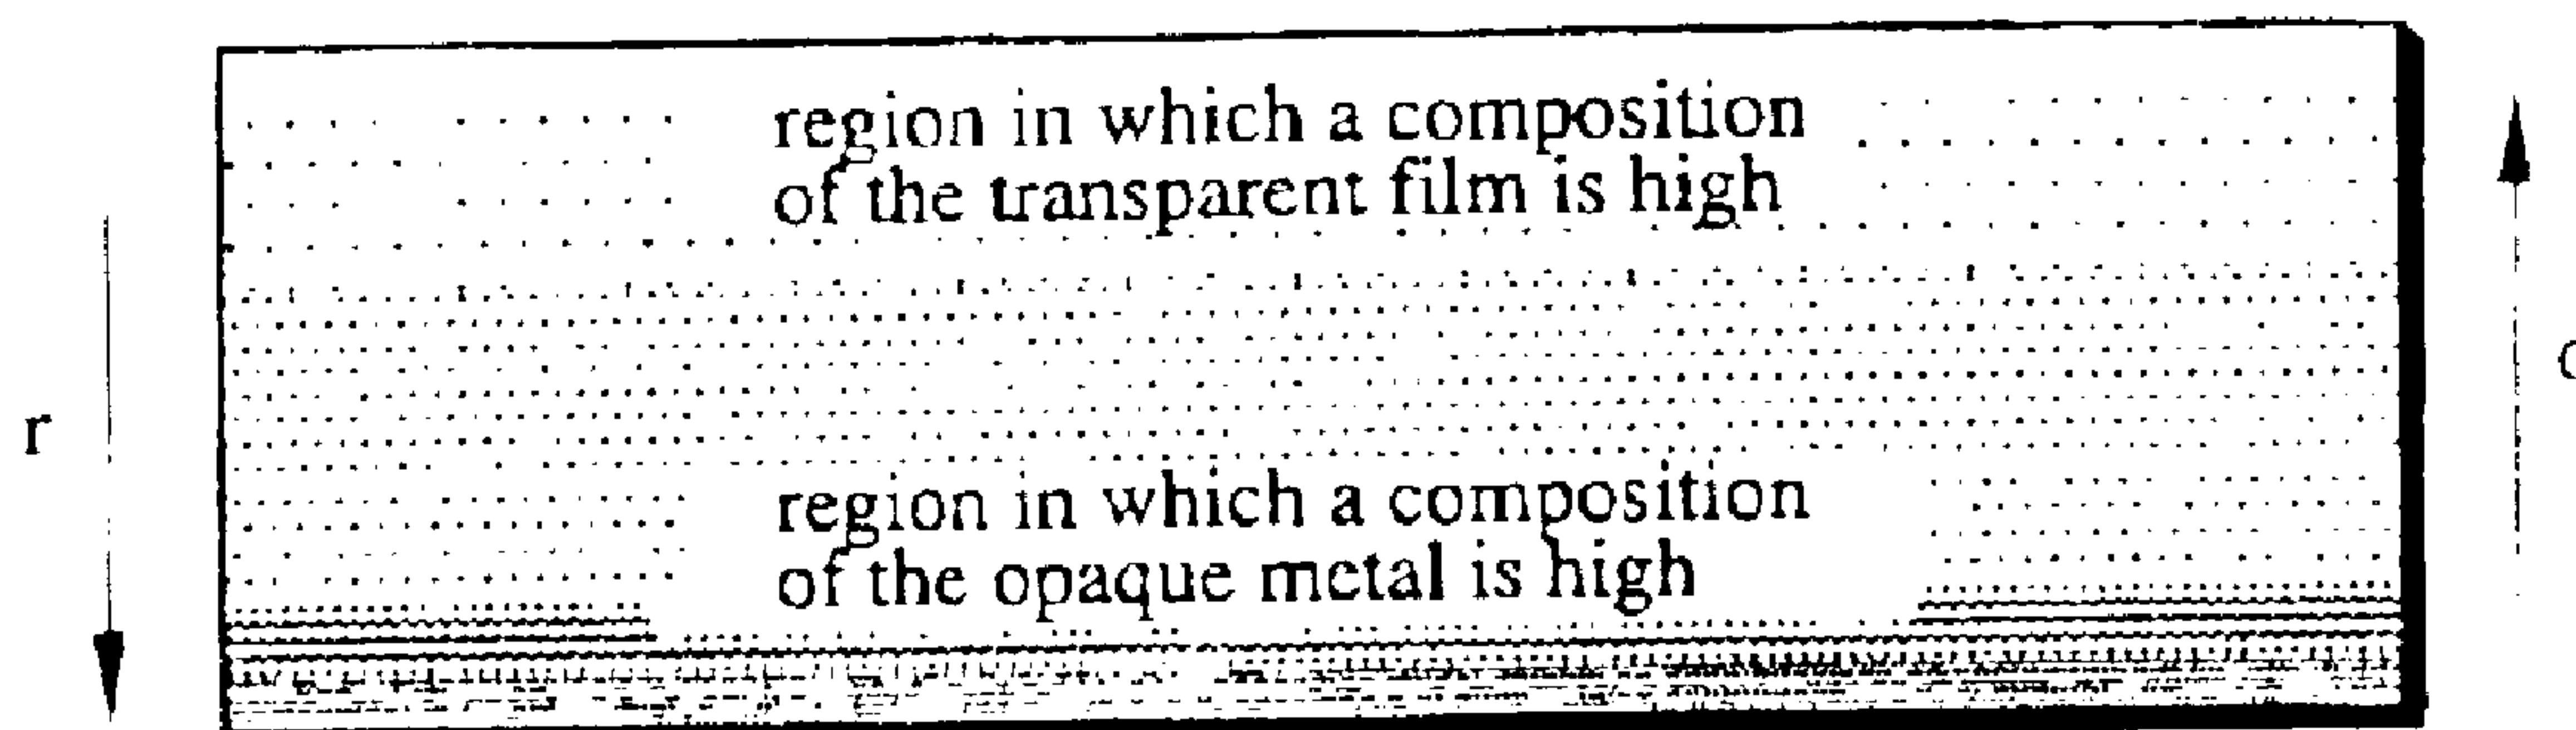 region in which a composition
of the transparent film is high
r
region in which a composition
of the opaque metal is high